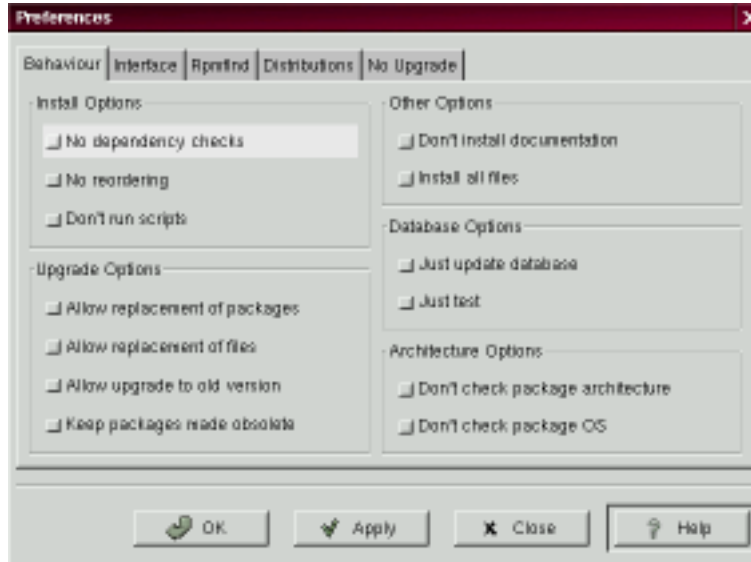 Preferences
Behaviour Interface Rpmfind Distributions No Upgrade
Install Options
No dependency checks
No reordering
Don't run scripts
Upgrade Options
Allow replacement of packages
Allow replacement of files
Allow upgrade to old version
Keep packages made obsolete
Other Options
Don't install documentation
Install all files
Database Options
Just update database
Just test
Architecture Options
Don't check package architecture
Don't check package OS
OK Apply Close Help